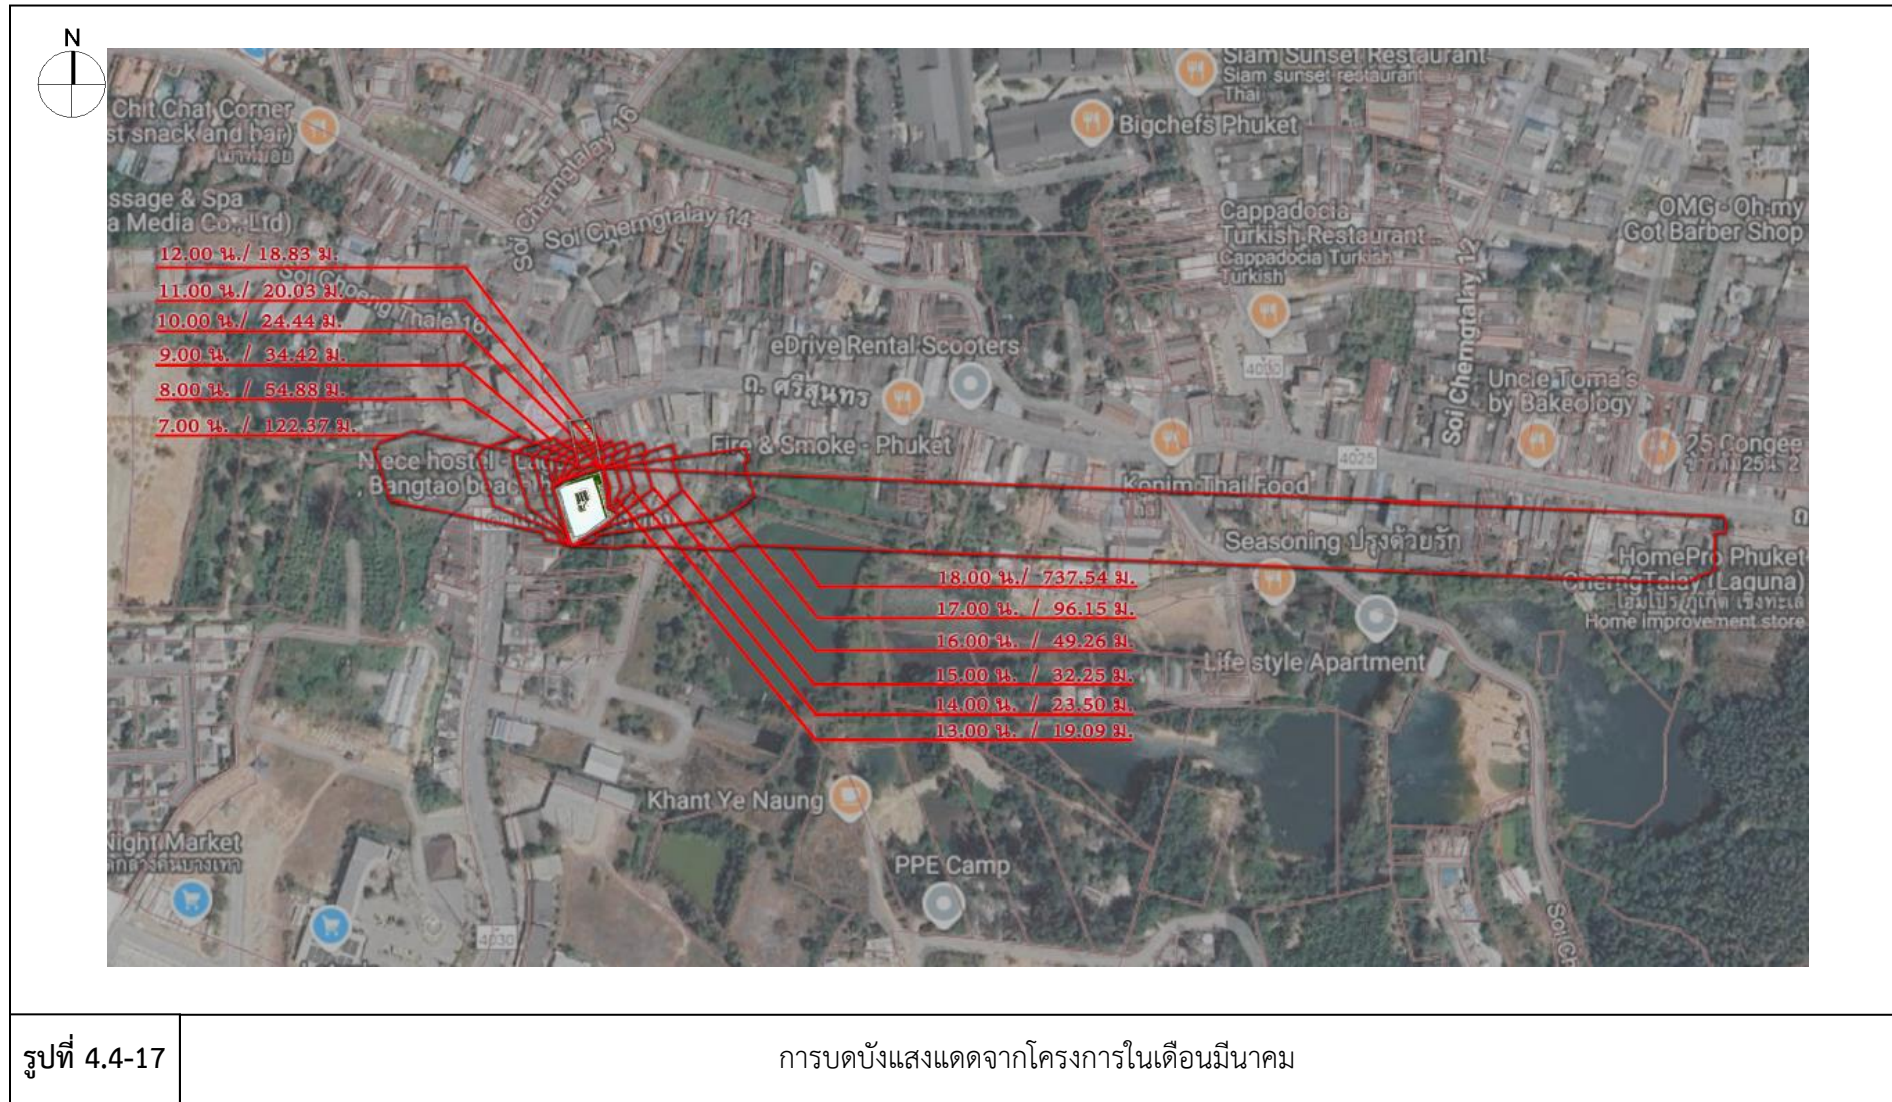 N
Siam Sunset Restaurant
Siam sunset restaurant
Thai
Chit Chat Corner
st snack and bar)
Bigchefs Phuket
ssage & Spa
a Media Co., Ltd)
Soi Cherngtalay 16
Soi Cherngtalay 14
Cappadocia
Turkish Restaurant...
Cappadocia Turkish
Turkish
OMG - Oh my
Got Barber Shop
Soi Cherngtalay 12
12.00 น./ 18.83 ม.
Soi Choeng Thale 16
11.00 น./ 20.03 ม.
10.00 น./ 24.44 ม.
9.00 น. / 34.42 ม.
8.00 น. / 54.88 ม.
7.00 น. / 122.37 ม.
eDrive Rental Scooters
ถ. ศรีสุนทร
4030
Uncle Toma's
by Bakeology
Fire & Smoke - Phuket
4025
25 Congee
Niece hostel - Lag
, Bangtao beach
Konim Thai Food
Seasoning ปรุงด้วยรัก
HomePro Phuket
CherngTalay (Laguna)
โฮมโปร ภูเก็ต เชิงทะเล
Home improvement store
18.00 น./ 737.54 ม.
17.00 น. / 96.15 ม.
16.00 น. / 49.26 ม.
15.00 น. / 32.25 ม.
14.00 น. / 23.50 ม.
13.00 น. / 19.09 ม.
Life style Apartment
Khant Ye Naung
PPE Camp
Night Market
4030
Soi Ch
รูปที่ 4.4-17
การบดบังแสงแดดจากโครงการในเดือนมีนาคม